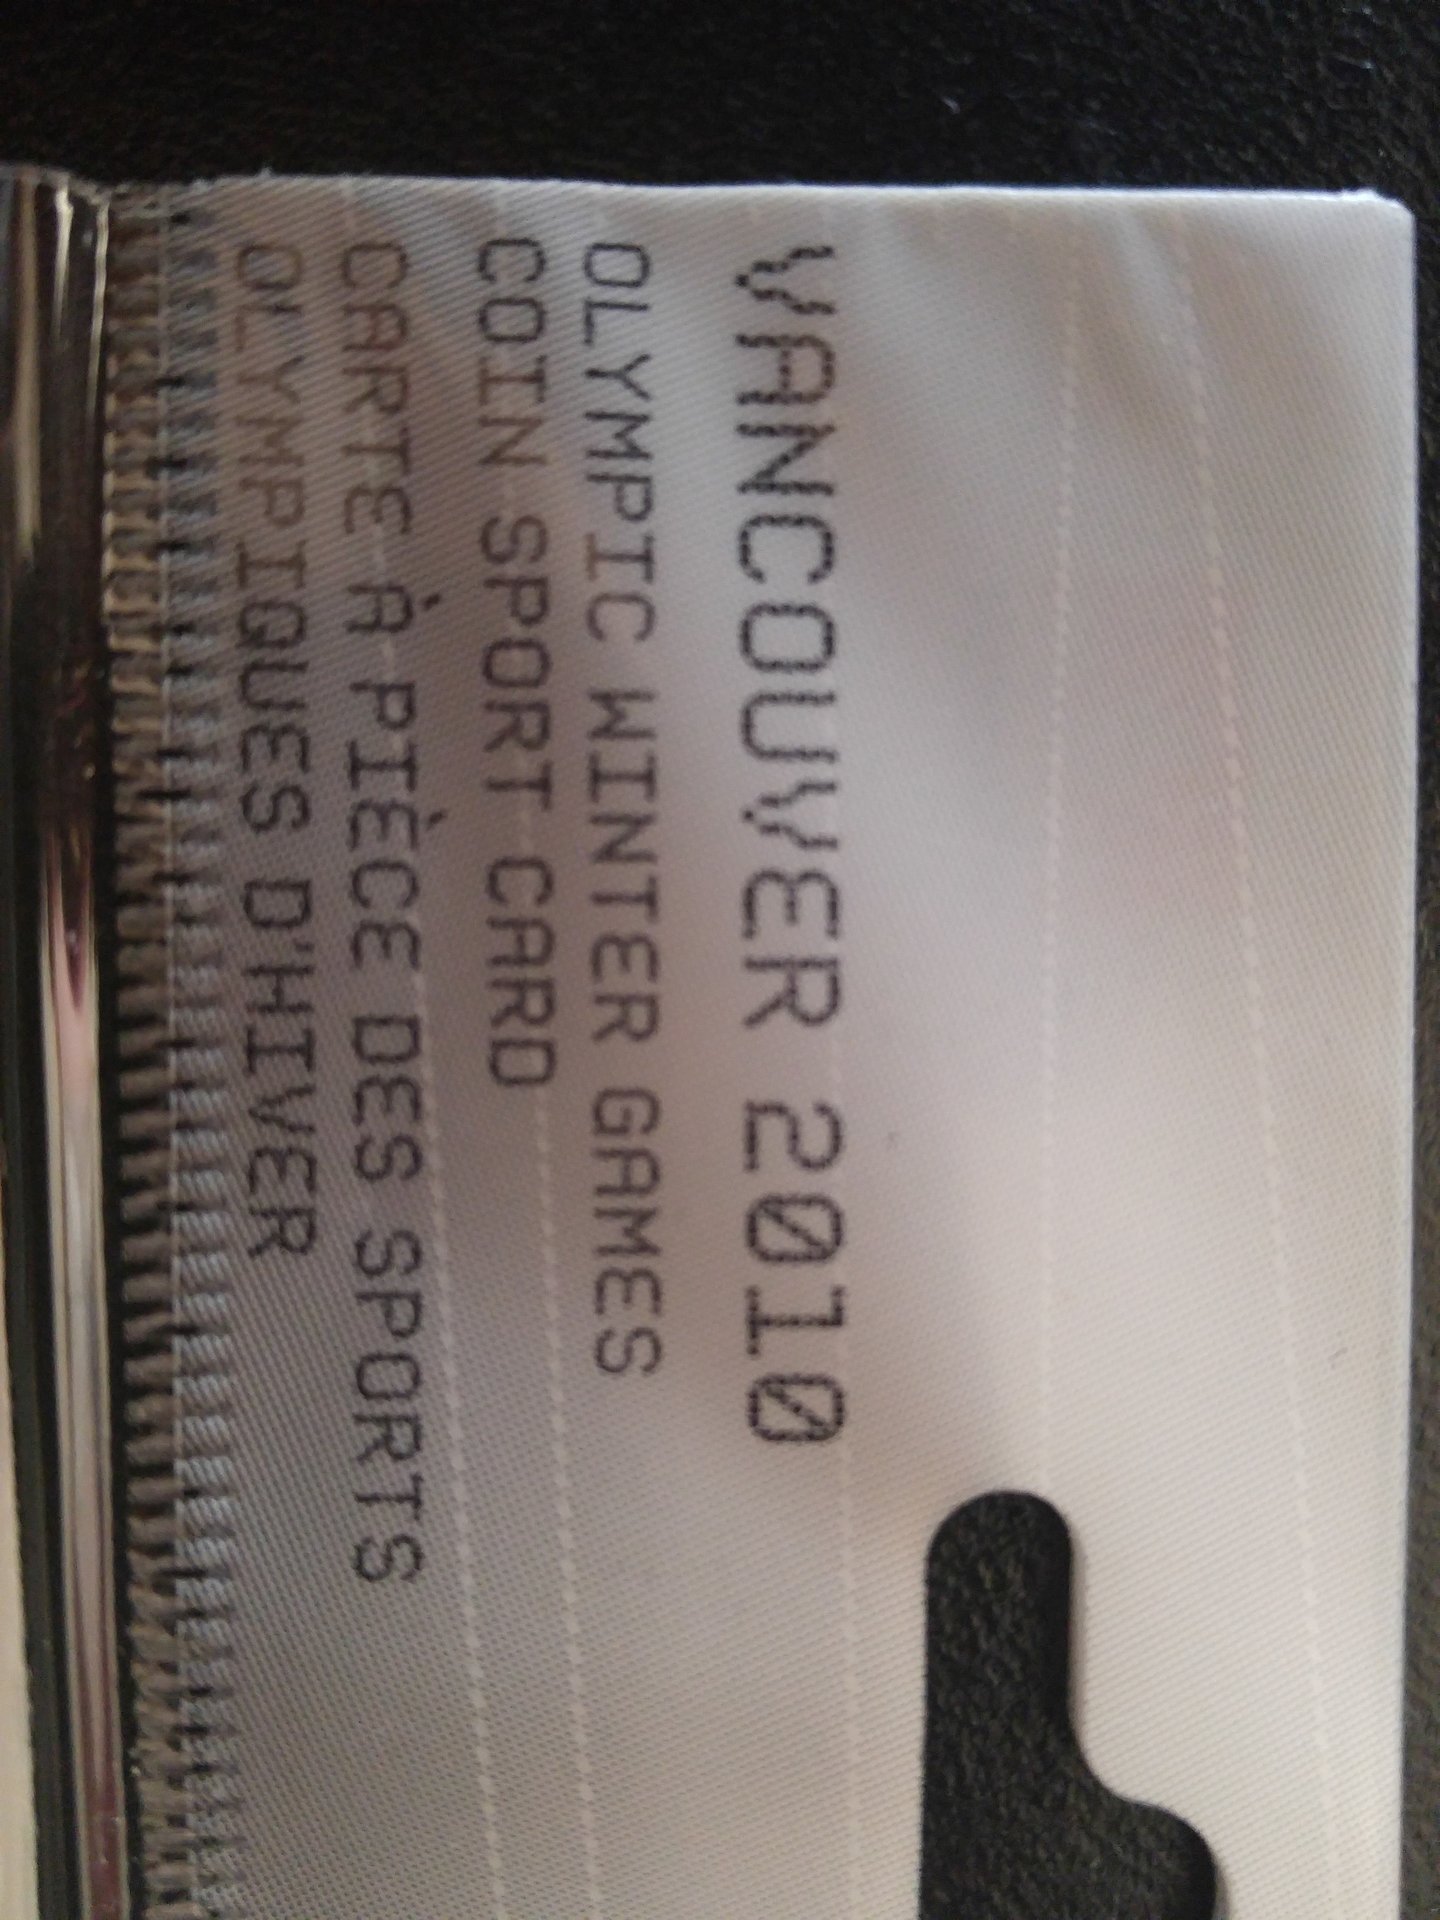 VANCOUVER 2010
OLYMPIC WINTER GAMES
COIN SPORT CARD
CARTE À PIÈCE DES SPORTS
OLYMPIQUES D'HIVER